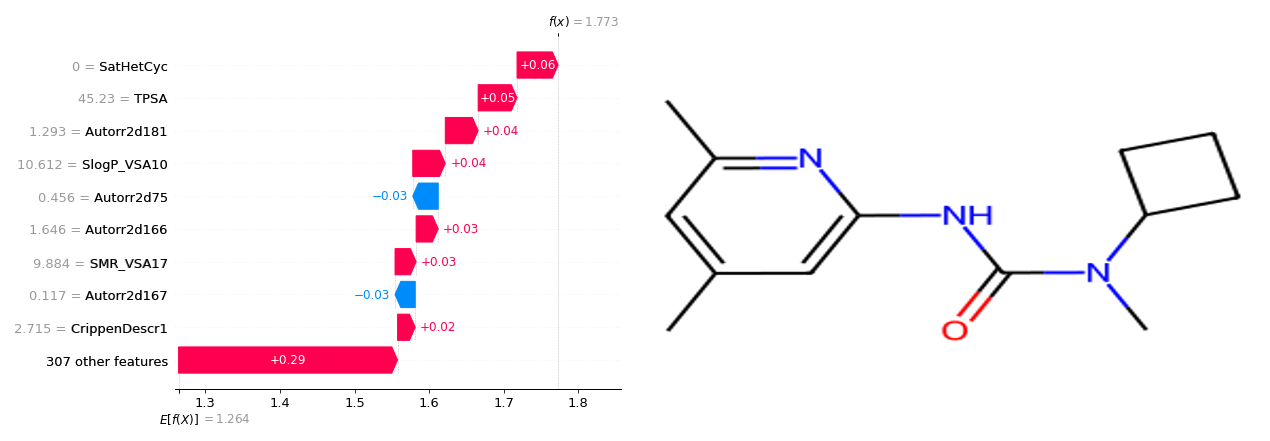 f(x) = 1.773
0 = SatHetCyc
+0.06
45.23 = TPSA
+0.05
1.293 = Autorr2d181
+0.04
10.612 = SlogP_VSA10
+0.04
0.456 = Autorr2d75
−0.03
1.646 = Autorr2d166
+0.03
9.884 = SMR_VSA17
+0.03
0.117 = Autorr2d167
−0.03
2.715 = CrippenDescr1
+0.02
307 other features
+0.29
1.3 1.4 1.5 1.6 1.7 1.8
E[f(X)] = 1.264
N
NH
N
O